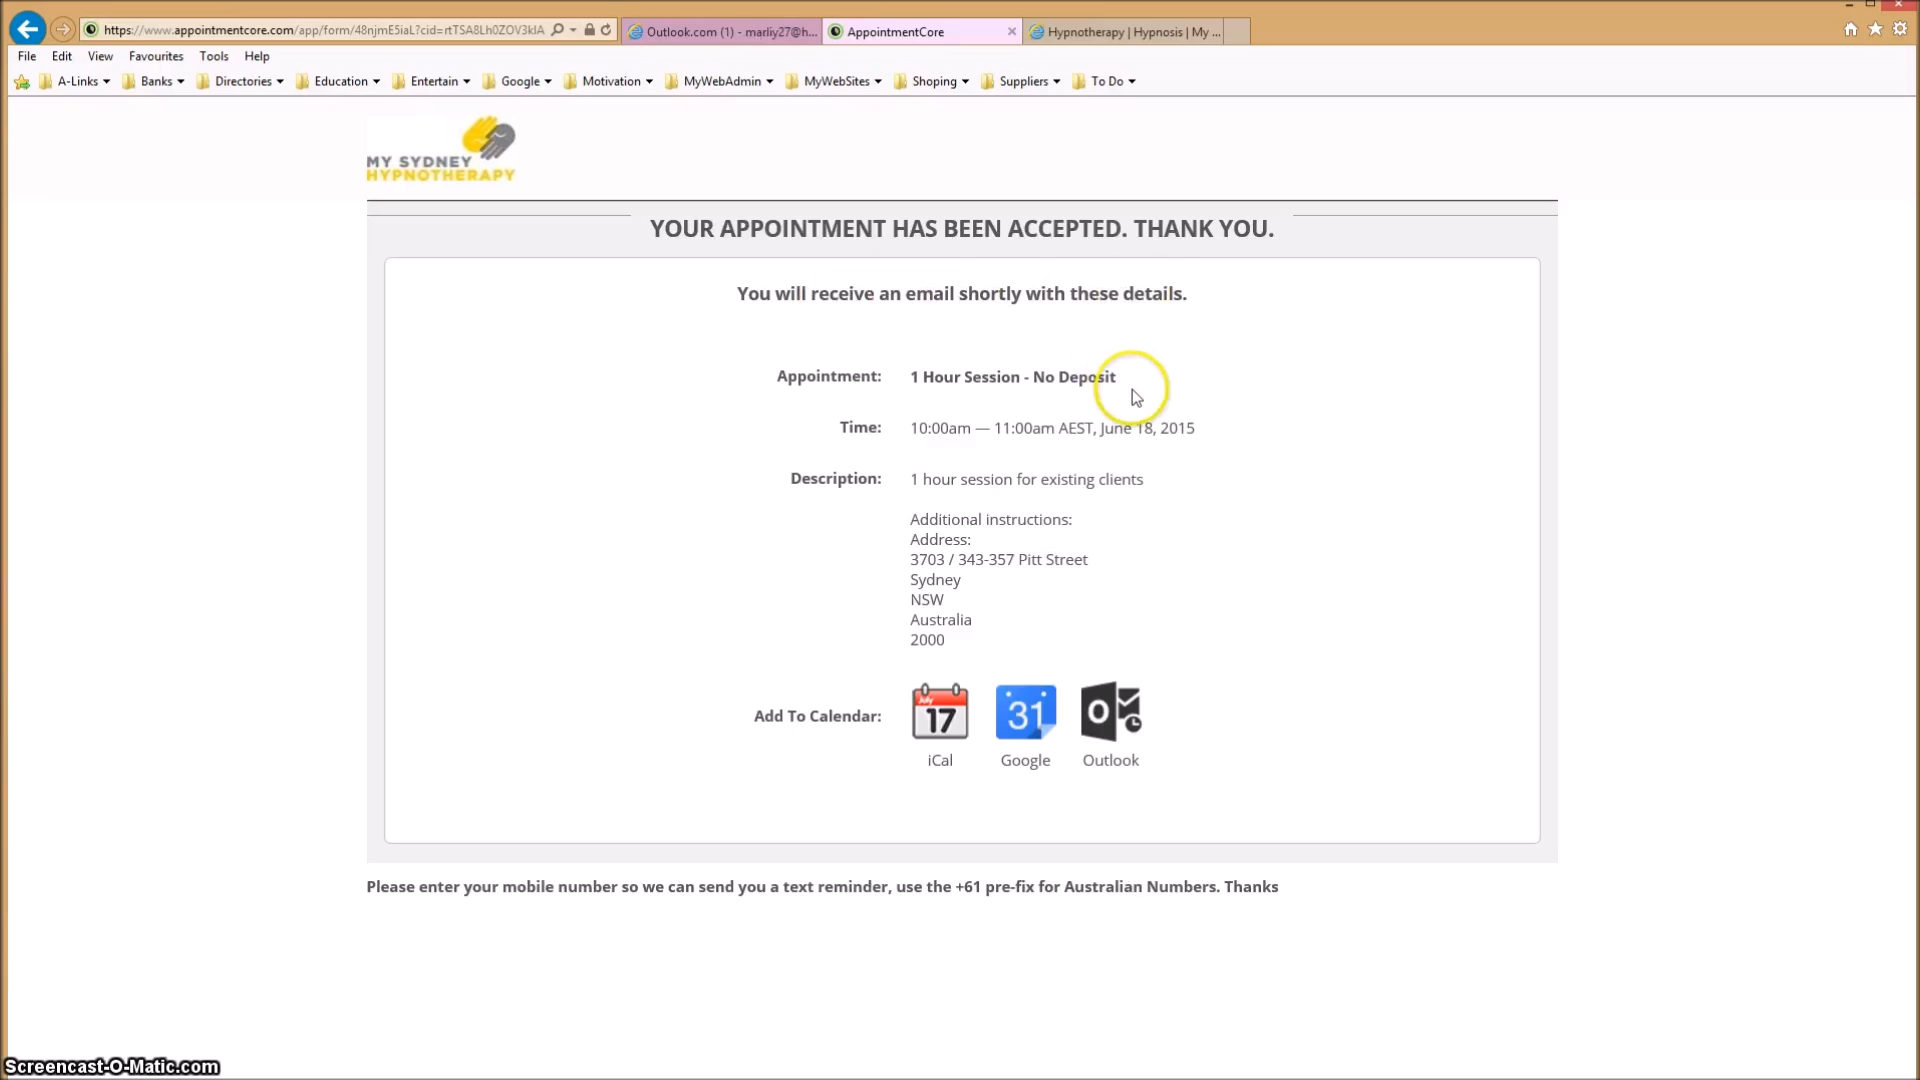 https://www.appointmentcore.com/app/form/48njmE5iaL?cid=rtTSA8Lh0ZOV3kIA
Outlook.com (1) - marliy27@h...
AppointmentCore
Hypnotherapy | Hypnosis | My ...
File Edit View Favourites Tools Help
A-Links Banks Directories Education Entertain Google Motivation MyWebAdmin MyWebSites Shoping Suppliers To Do
MY SYDNEY
HYPNOTHERAPY
YOUR APPOINTMENT HAS BEEN ACCEPTED. THANK YOU.
You will receive an email shortly with these details.
Appointment: 1 Hour Session - No Deposit
Time: 10:00am — 11:00am AEST, June 18, 2015
Description: 1 hour session for existing clients
Additional instructions:
Address:
3703 / 343-357 Pitt Street
Sydney
NSW
Australia
2000
July
17
31
Add To Calendar:
iCal Google Outlook
Please enter your mobile number so we can send you a text reminder, use the +61 pre-fix for Australian Numbers. Thanks
Screencast-O-Matic.com